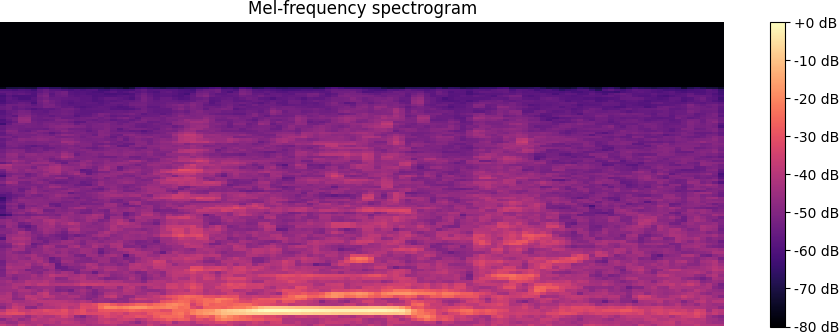 Mel-frequency spectrogram
+0 dB
-10 dB
-20 dB
-30 dB
-40 dB
-50 dB
-60 dB
-70 dB
-80 dB